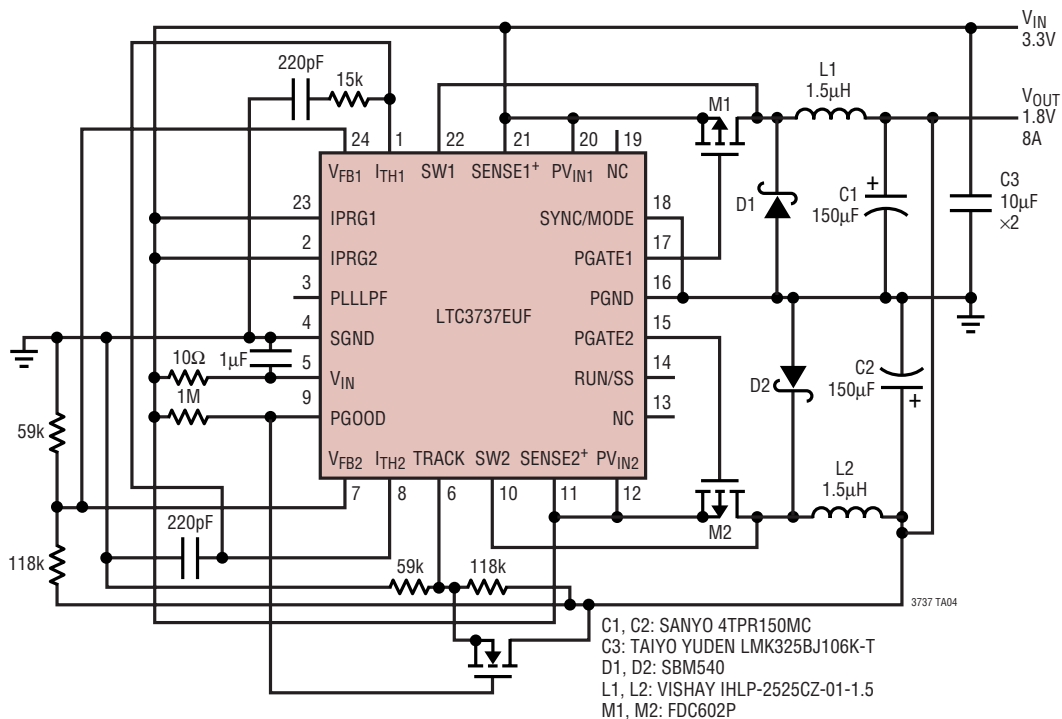 VIN
3.3V
220pF
15k
L1
1.5µH
VOUT
1.8V
8A
M1
24
1
22
21
20
19
VFB1
ITH1
SW1
SENSE1+
PVIN1
NC
C3
10µF
×2
C1
150µF
+
D1
23
IPRG1
SYNC/MODE
18
2
IPRG2
PGATE1
17
3
PLLLPF
PGND
16
LTC3737EUF
4
SGND
PGATE2
15
1µF
10Ω
5
VIN
RUN/SS
14
D2
C2
150µF
+
1M
9
PGOOD
NC
13
59k
VFB2
ITH2
TRACK
SW2
SENSE2+
PVIN2
7
8
6
10
11
12
L2
1.5µH
M2
220pF
118k
59k
118k
3737 TA04
C1, C2: SANYO 4TPR150MC
C3: TAIYO YUDEN LMK325BJ106K-T
D1, D2: SBM540
L1, L2: VISHAY IHLP-2525CZ-01-1.5
M1, M2: FDC602P